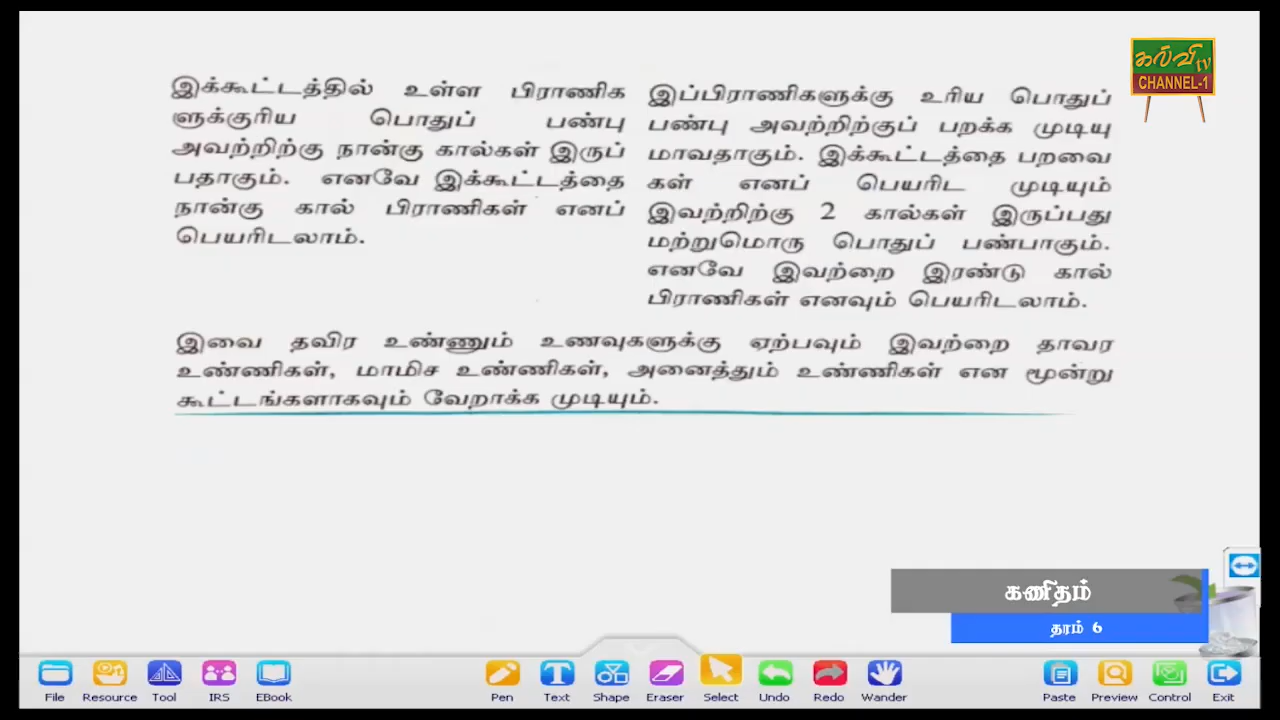 கல்வி TV
CHANNEL-1
இக்கூட்டத்தில் உள்ள பிராணிக
ளுக்குரிய பொதுப் பண்பு
அவற்றிற்கு நான்கு கால்கள் இருப்
பதாகும். எனவே இக்கூட்டத்தை
நான்கு கால் பிராணிகள் எனப்
பெயரிடலாம்.
இப்பிராணிகளுக்கு உரிய பொதுப்
பண்பு அவற்றிற்குப் பறக்க முடியு
மாவதாகும். இக்கூட்டத்தை பறவை
கள் எனப் பெயரிட முடியும்
இவற்றிற்கு 2 கால்கள் இருப்பது
மற்றுமொரு பொதுப் பண்பாகும்.
எனவே இவற்றை இரண்டு கால்
பிராணிகள் எனவும் பெயரிடலாம்.
இவை தவிர உண்ணும் உணவுகளுக்கு ஏற்பவும் இவற்றை தாவர
உண்ணிகள், மாமிச உண்ணிகள், அனைத்தும் உண்ணிகள் என மூன்று
கூட்டங்களாகவும் வேறாக்க முடியும்.
கணிதம்
தரம் 6
File Resource Tool IRS EBook Pen Text Shape Eraser Select Undo Redo Wander Paste Preview Control Exit